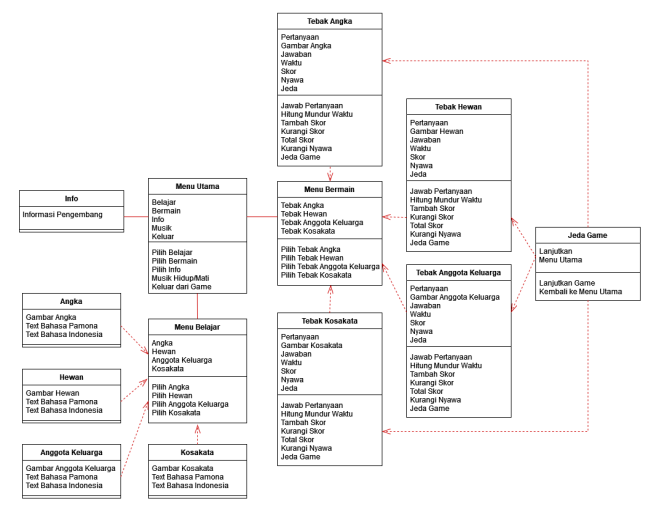 Tebak Angka
Pertanyaan
Gambar Angka
Jawaban
Waktu
Skor
Nyawa
Jeda
Jawab Pertanyaan
Hitung Mundur Waktu
Tambah Skor
Kurangi Skor
Total Skor
Kurangi Nyawa
Jeda Game
Tebak Hewan
Pertanyaan
Gambar Hewan
Jawaban
Waktu
Skor
Nyawa
Jeda
Jawab Pertanyaan
Hitung Mundur Waktu
Tambah Skor
Kurangi Skor
Total Skor
Kurangi Nyawa
Jeda Game
Info
Informasi Pengembang
Menu Utama
Belajar
Bermain
Info
Musik
Keluar
Pilih Belajar
Pilih Bermain
Pilih Info
Musik Hidup/Mati
Keluar dari Game
Menu Bermain
Tebak Angka
Tebak Hewan
Tebak Anggota Keluarga
Tebak Kosakata
Pilih Tebak Angka
Pilih Tebak Hewan
Pilih Tebak Anggota Keluarga
Pilih Tebak Kosakata
Jeda Game
Lanjutkan
Menu Utama
Lanjutkan Game
Kembali ke Menu Utama
Tebak Anggota Keluarga
Pertanyaan
Gambar Anggota Keluarga
Jawaban
Waktu
Skor
Nyawa
Jeda
Jawab Pertanyaan
Hitung Mundur Waktu
Tambah Skor
Kurangi Skor
Total Skor
Kurangi Nyawa
Jeda Game
Angka
Gambar Angka
Text Bahasa Pamona
Text Bahasa Indonesia
Menu Belajar
Angka
Hewan
Anggota Keluarga
Kosakata
Pilih Angka
Pilih Hewan
Pilih Anggota Keluarga
Pilih Kosakata
Tebak Kosakata
Pertanyaan
Gambar Kosakata
Jawaban
Waktu
Skor
Nyawa
Jeda
Jawab Pertanyaan
Hitung Mundur Waktu
Tambah Skor
Kurangi Skor
Total Skor
Kurangi Nyawa
Jeda Game
Hewan
Gambar Hewan
Text Bahasa Pamona
Text Bahasa Indonesia
Anggota Keluarga
Gambar Anggota Keluarga
Text Bahasa Pamona
Text Bahasa Indonesia
Kosakata
Gambar Kosakata
Text Bahasa Pamona
Text Bahasa Indonesia